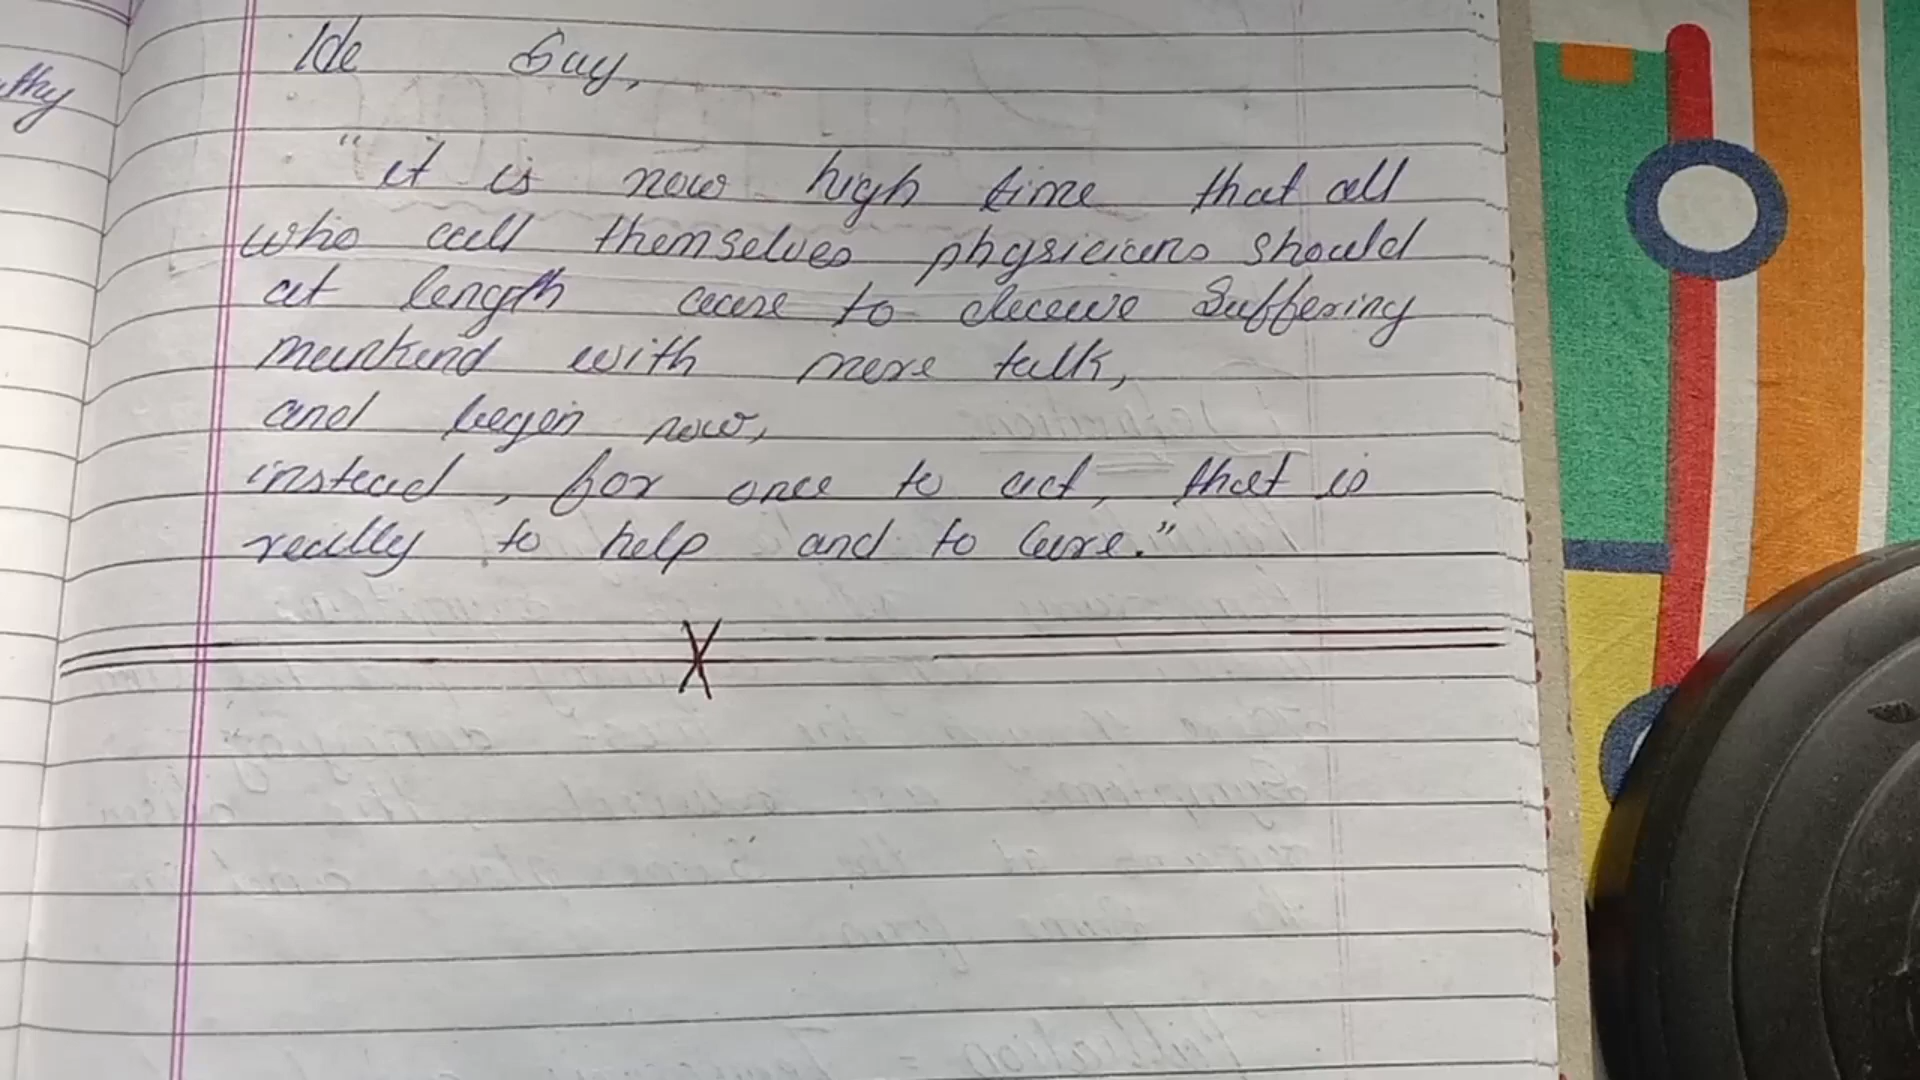 Ide Say,
thy
"it is now high time that all
who call themselves physicians should
at length cease to deceive Suffering
mankind with mere talk,
and begin now,
instead, for once to act, that is
really to help and to Cure."
X